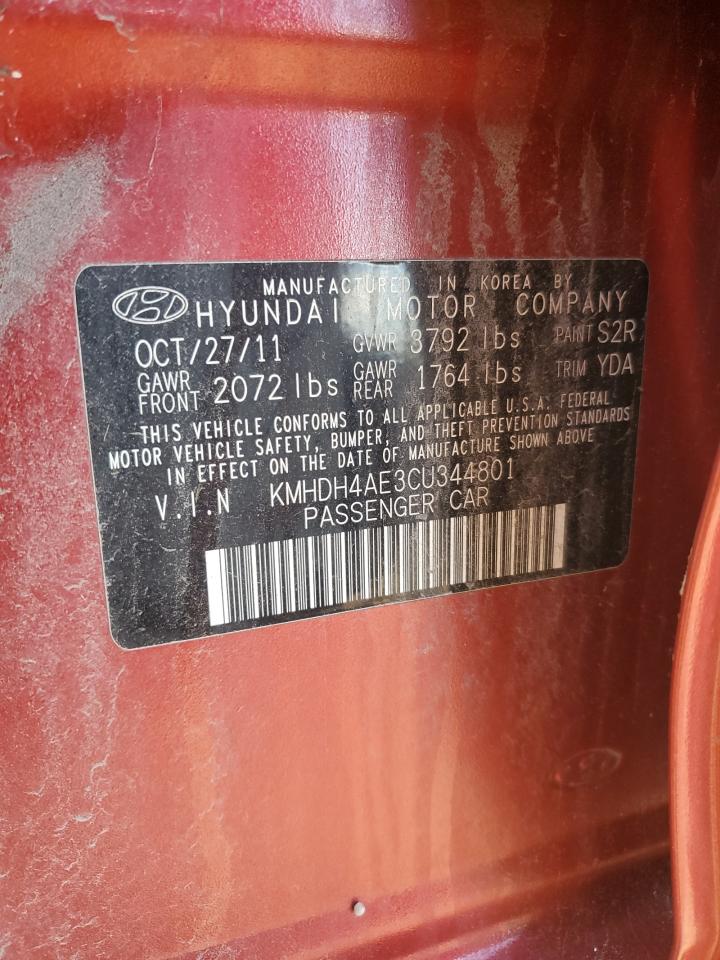 MANUFACTURED IN KOREA BY
HYUNDAI MOTOR COMPANY
OCT/27/11 GVWR 3792 lbs PAINT S2R
GAWR FRONT 2072 lbs GAWR REAR 1764 lbs TRIM YDA
THIS VEHICLE CONFORMS TO ALL APPLICABLE U.S.A. FEDERAL
MOTOR VEHICLE SAFETY, BUMPER, AND THEFT PREVENTION STANDARDS
IN EFFECT ON THE DATE OF MANUFACTURE SHOWN ABOVE
V.I.N KMHDH4AE3CU344801
PASSENGER CAR